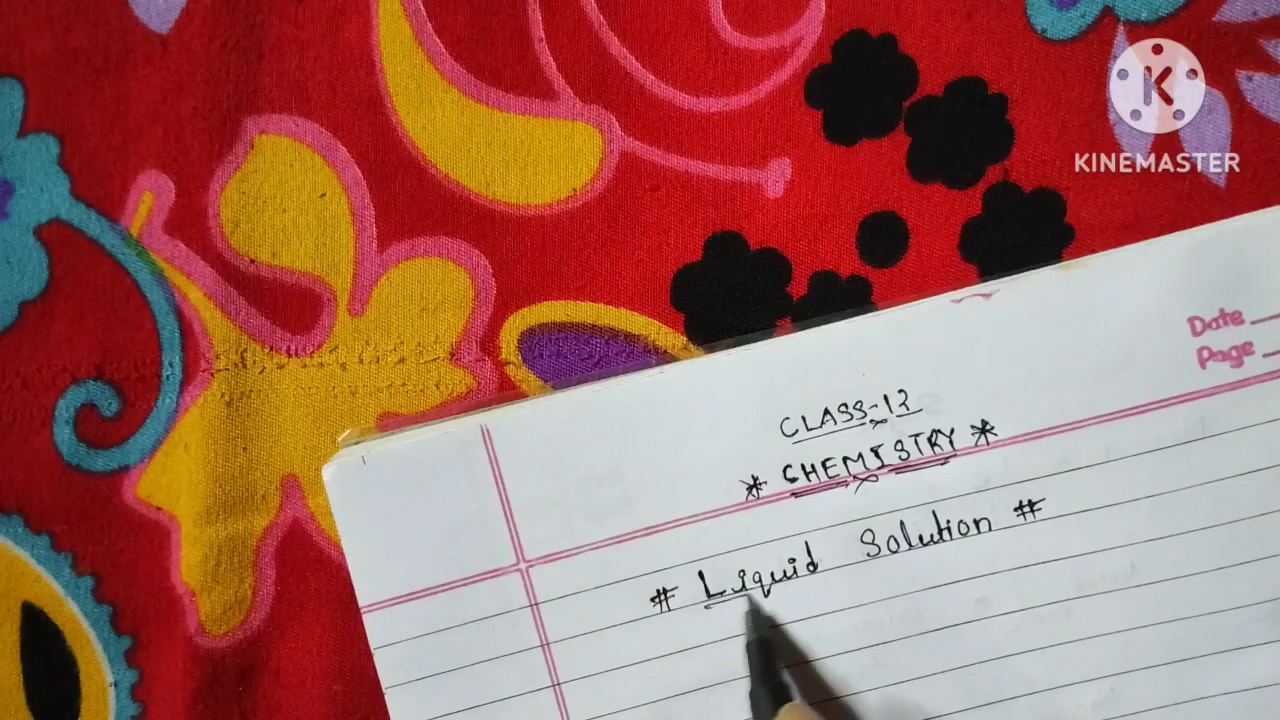 KINEMASTER
Date
Page
CLASS-12
* CHEMISTRY *
# Liquid Solution #